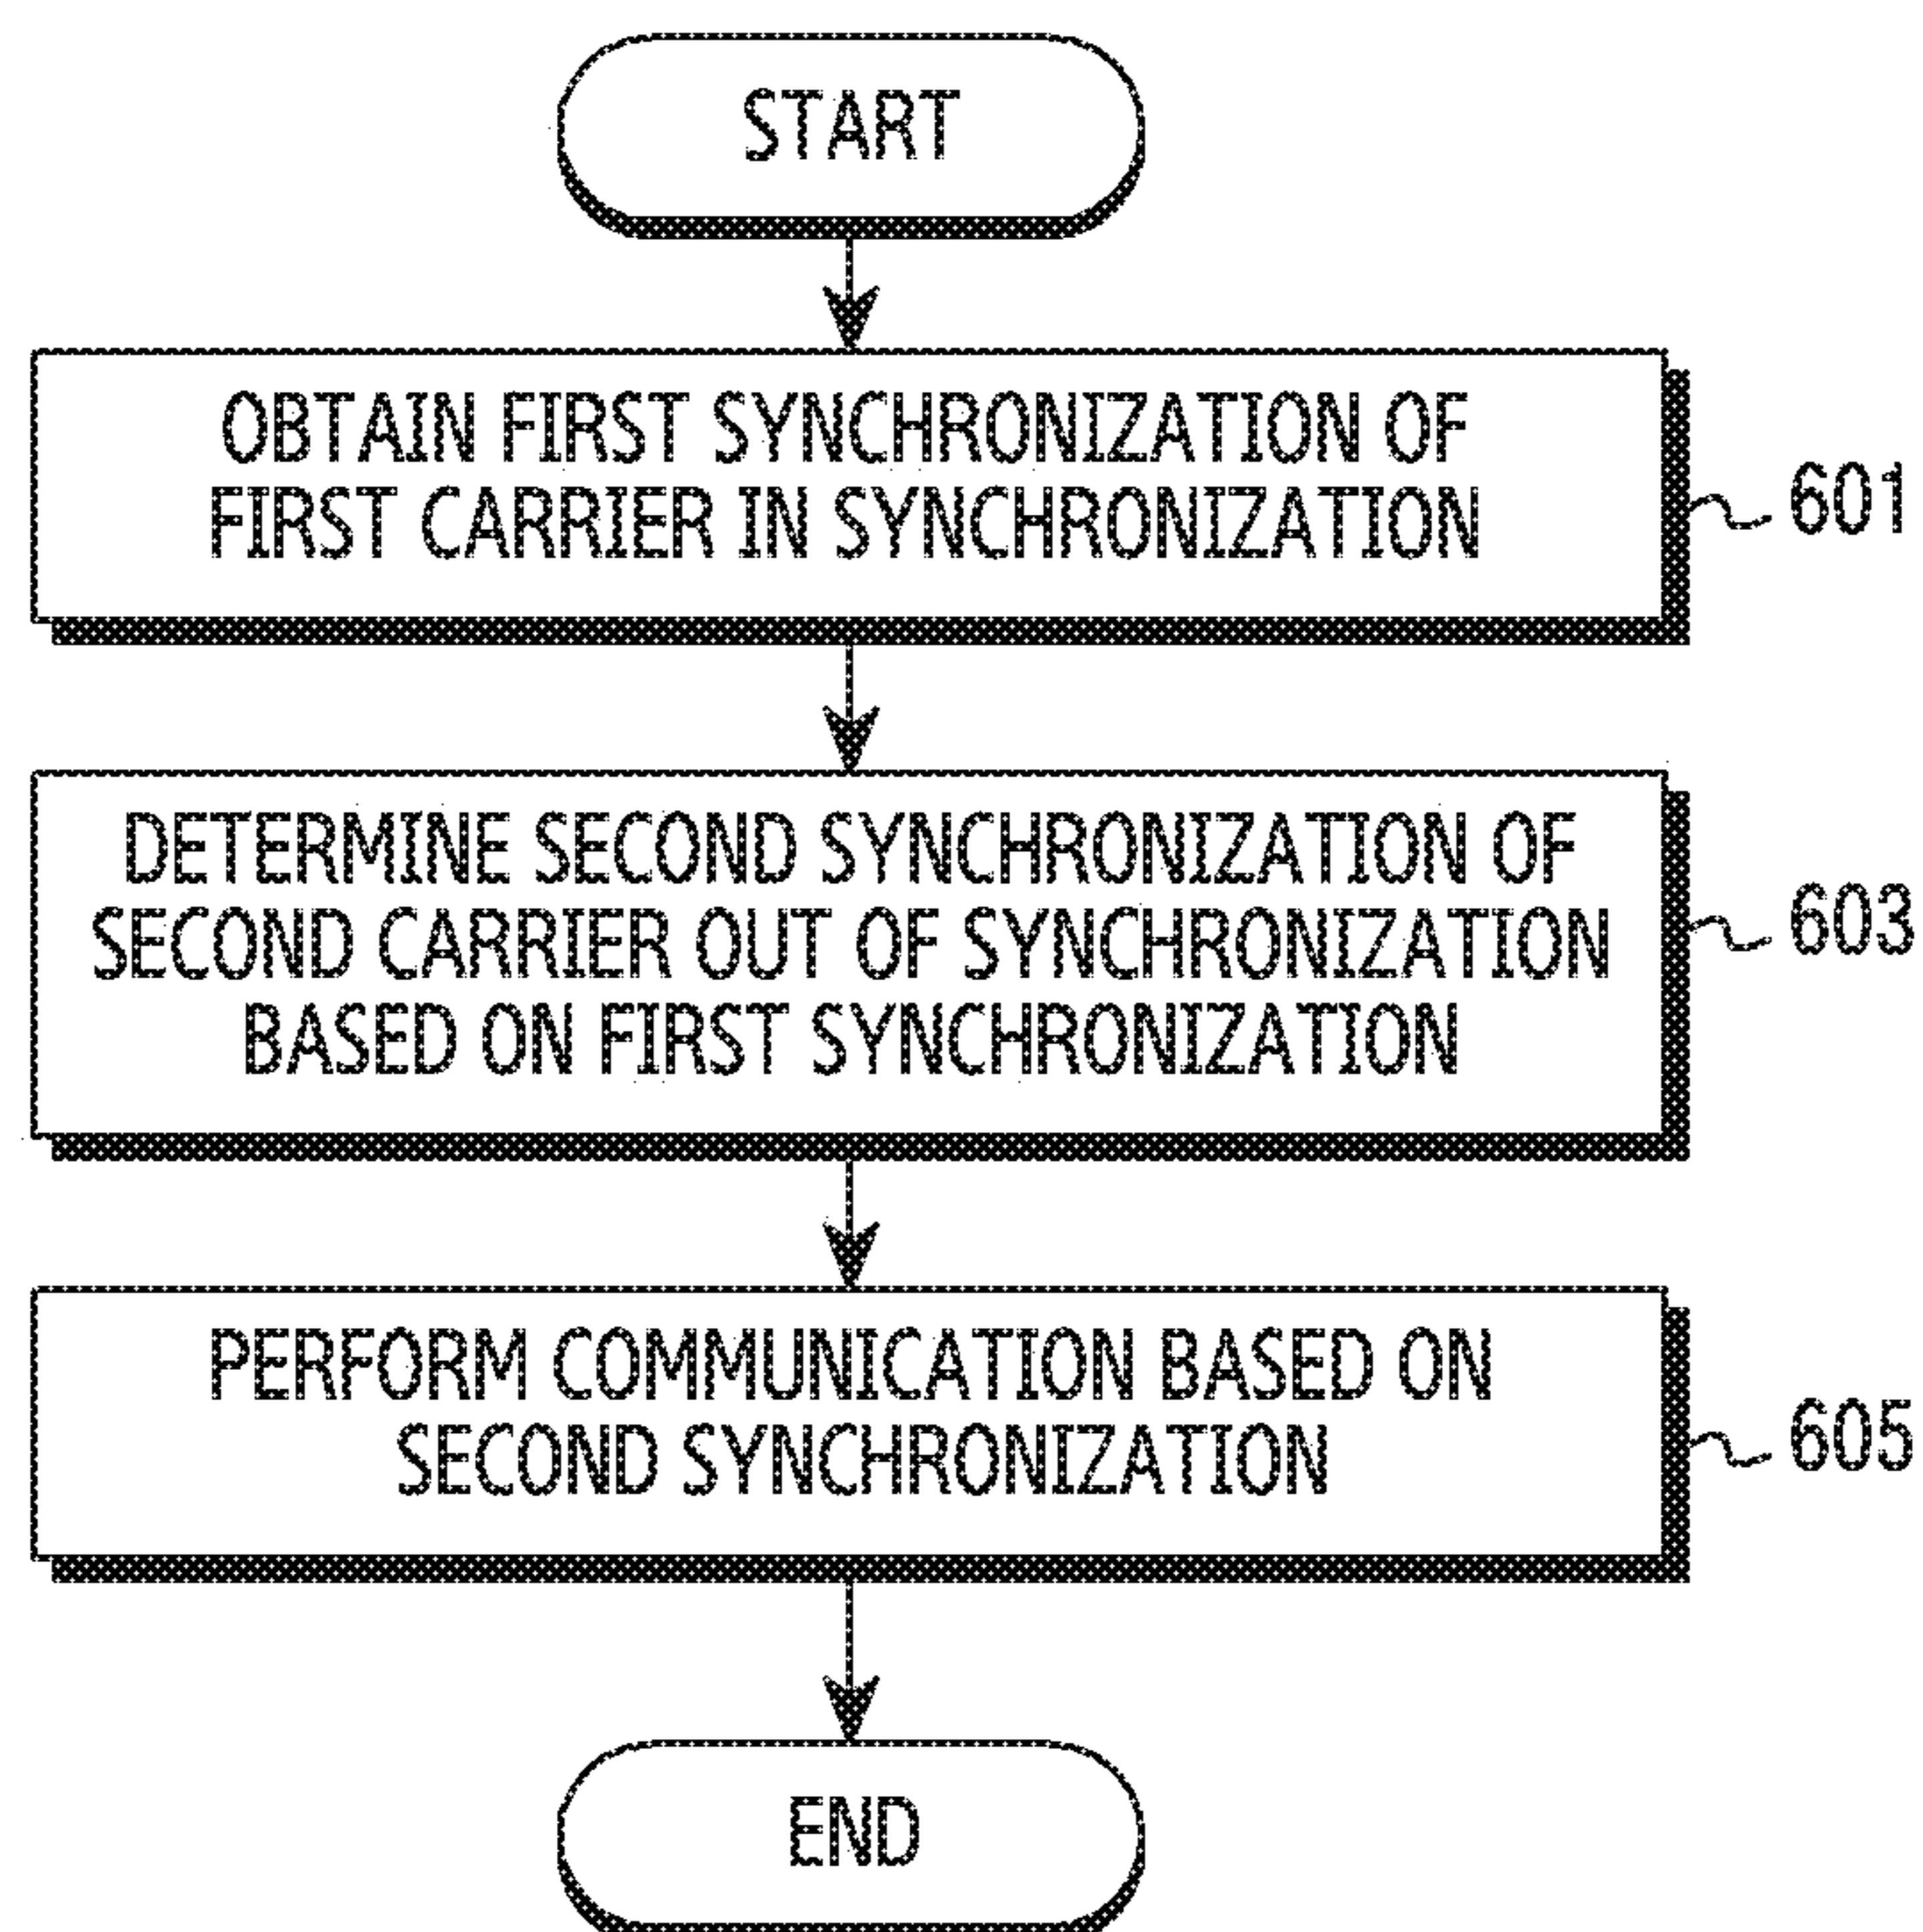 START
OBTAIN FIRST SYNCHRONIZATION OF
FIRST CARRIER IN SYNCHRONIZATION
601
DETERMINE SECOND SYNCHRONIZATION OF
SECOND CARRIER OUT OF SYNCHRONIZATION
BASED ON FIRST SYNCHRONIZATION
603
PERFORM COMMUNICATION BASED ON
SECOND SYNCHRONIZATION
605
END